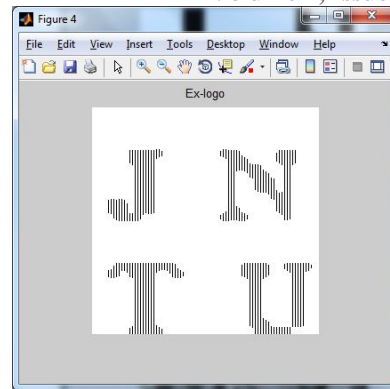 Figure 4
File Edit View Insert Tools Desktop Window Help
Ex-logo
J N
T U